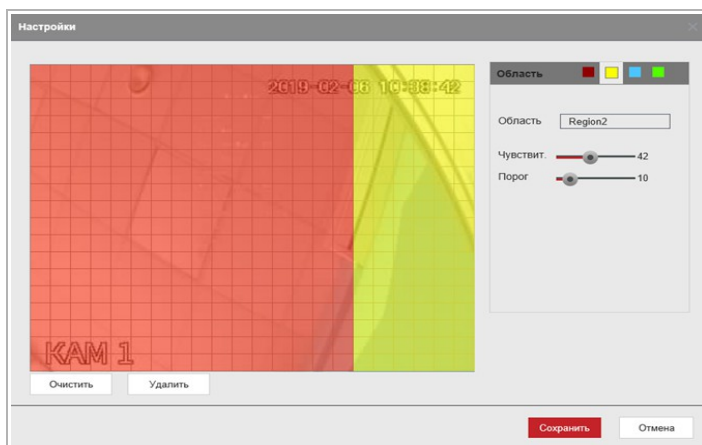 Настройки
2019-02-06 10:38:42
Область
Область Region2
Чувствит. 42
Порог 10
KAM 1
Очистить Удалить
Сохранить Отмена